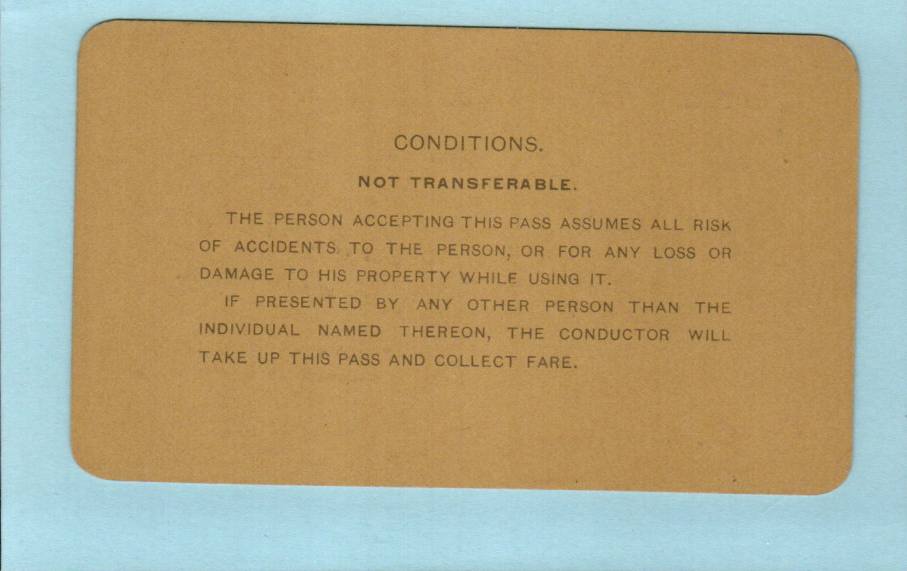 CONDITIONS.
NOT TRANSFERABLE.
THE PERSON ACCEPTING THIS PASS ASSUMES ALL RISK
OF ACCIDENTS TO THE PERSON, OR FOR ANY LOSS OR
DAMAGE TO HIS PROPERTY WHILE USING IT.
IF PRESENTED BY ANY OTHER PERSON THAN THE
INDIVIDUAL NAMED THEREON, THE CONDUCTOR WILL
TAKE UP THIS PASS AND COLLECT FARE.